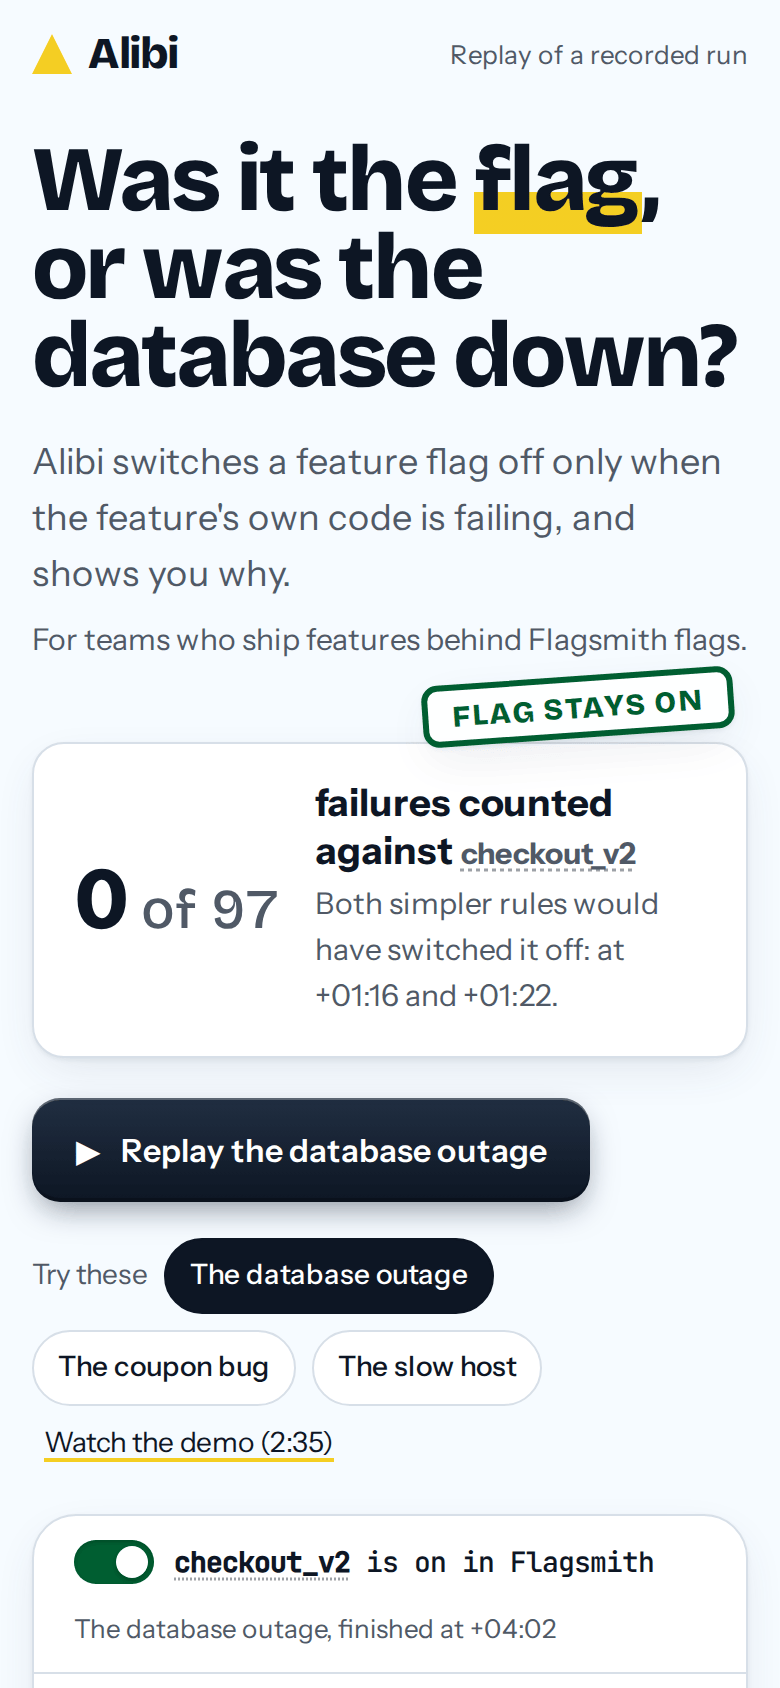 Alibi
Replay of a recorded run
Was it the flag,
or was the
database down?
Alibi switches a feature flag off only when
the feature's own code is failing, and
shows you why.
For teams who ship features behind Flagsmith flags.
FLAG STAYS ON
0 of 97
failures counted
against checkout_v2
Both simpler rules would
have switched it off: at
+01:16 and +01:22.
▶ Replay the database outage
Try these
The database outage
The coupon bug
The slow host
Watch the demo (2:35)
checkout_v2 is on in Flagsmith
The database outage, finished at +04:02